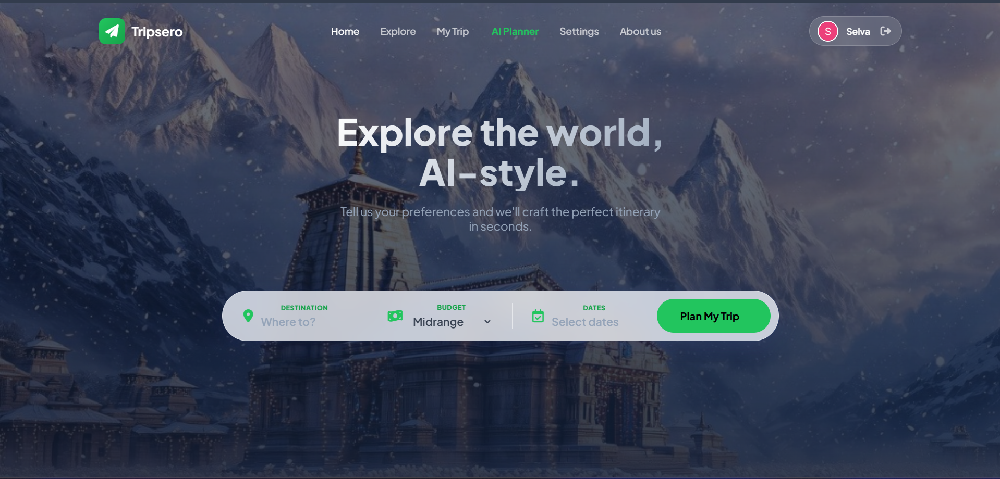 Tripsero
Home Explore My Trip AI Planner Settings About us
S Selva
Explore the world,
AI-style.
Tell us your preferences and we'll craft the perfect itinerary
in seconds.
DESTINATION
Where to?
BUDGET
Midrange
DATES
Select dates
Plan My Trip